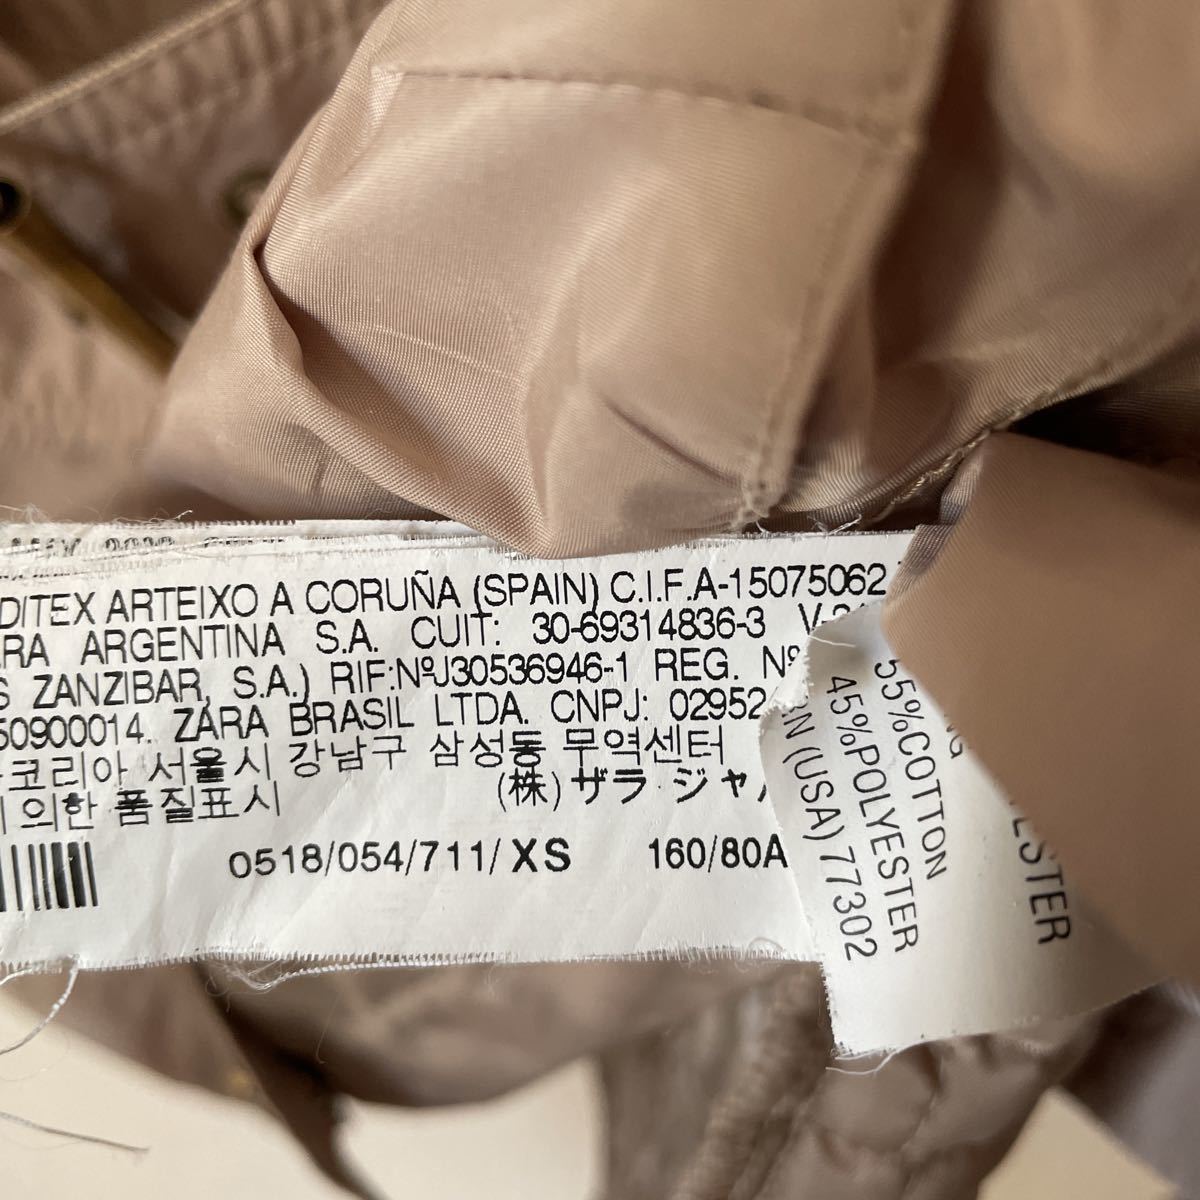 DITEX ARTEIXO A CORUÑA (SPAIN) C.I.F.A-15075062
ARA ARGENTINA S.A. CUIT: 30-69314836-3
S ZANZIBAR, S.A.) RIF:NºJ30536946-1 REG. Nº
50900014. ZARA BRASIL LTDA. CNPJ: 02952
코리아 서울시 강남구 삼성동 무역센터
의한 품질표시
(株) ザラ ジャ
0518/054/711/ XS 160/80A
RN (USA) 77302
55%COTTON
45%POLYESTER
ESTER